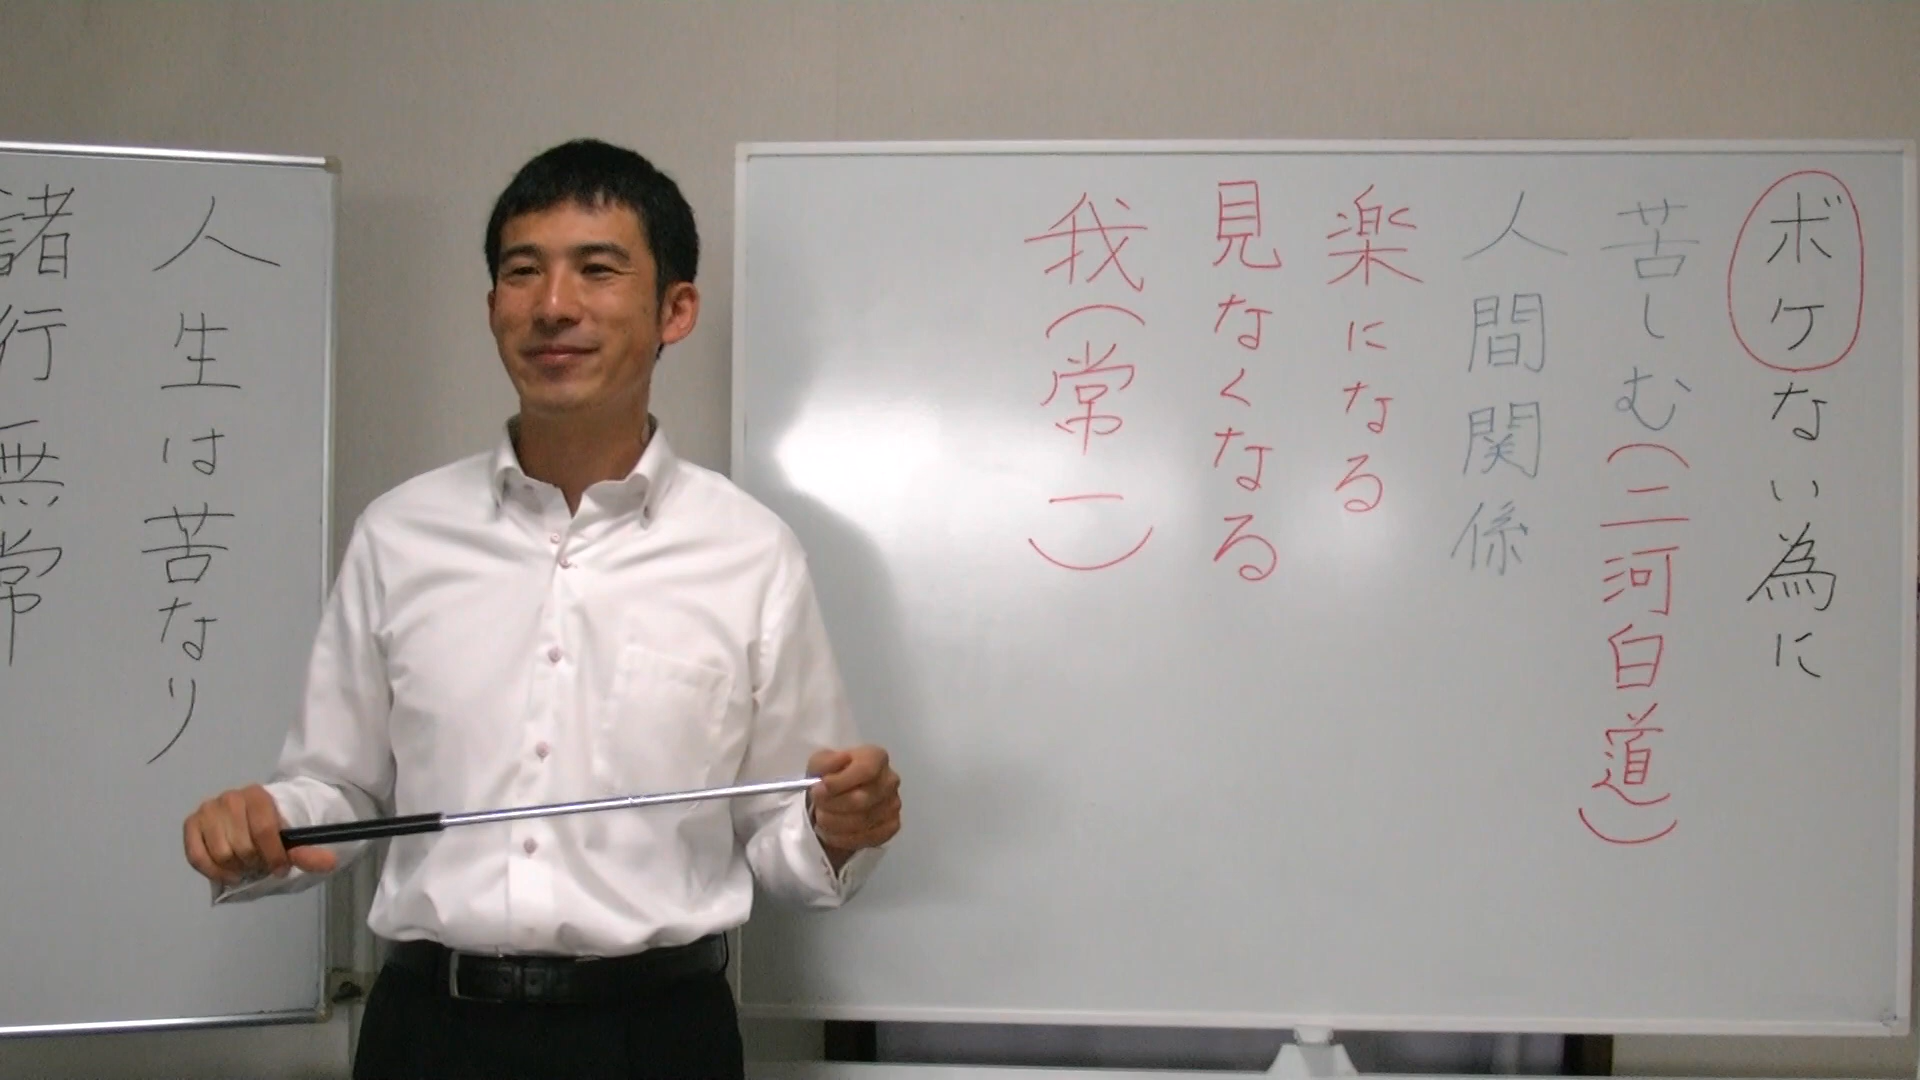 ボケない為に
苦しむ(二河白道)
人間関係
楽になる
見なくなる
我(常一)
人生は苦なり
諸行無常